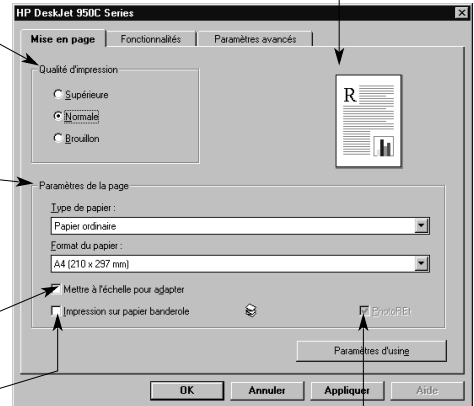 HP DeskJet 950C Series
Mise en page Fonctionnalités Paramètres avancés
Qualité d'impression
Supérieure
Normale
Brouillon
R
Paramètres de la page
Type de papier :
Papier ordinaire
Format du papier :
A4 (210 x 297 mm)
Mettre à l'échelle pour adapter
Impression sur papier banderole
PhotoREt
Paramètres d'usine
OK Annuler Appliquer Aide